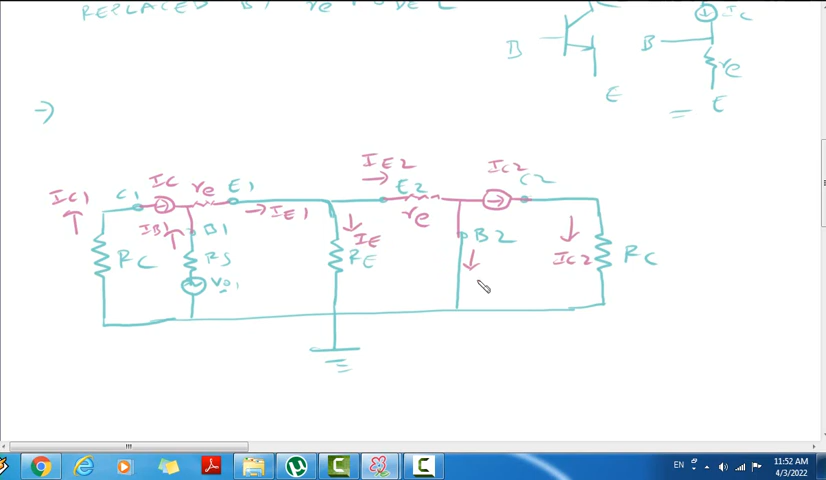 REPLACED BY re MODEL
IC
B
B
re
E
E
=
→
IE2
IC2
IC1
C1
IC
re
E1
E2
C2
re
IE1
IB1
B1
IE
B2
RC
RS
RE
IC2
RC
Vo1
EN
11:52 AM
4/3/2022